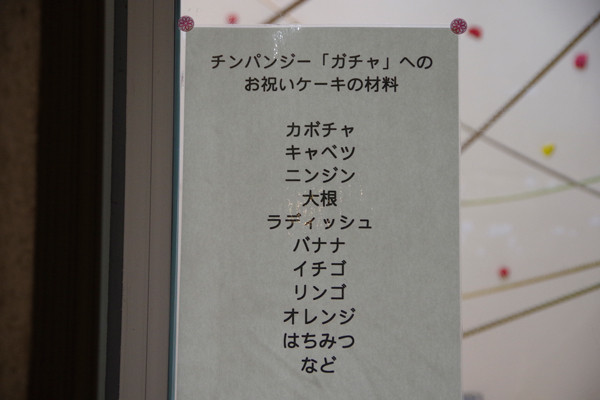 チンパンジー「ガチャ」への
お祝いケーキの材料
カボチャ
キャベツ
ニンジン
大根
ラディッシュ
バナナ
イチゴ
リンゴ
オレンジ
はちみつ
など